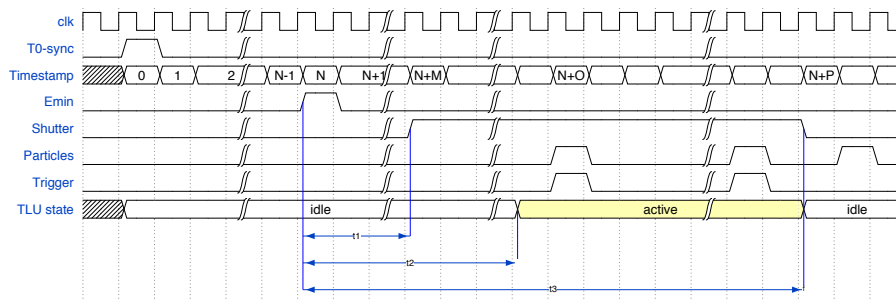 clk
T0-sync
Timestamp 0 1 2 N-1 N N+1 N+M N+O N+P
Emin
Shutter
Particles
Trigger
TLU state idle active idle
t1
t2
t3